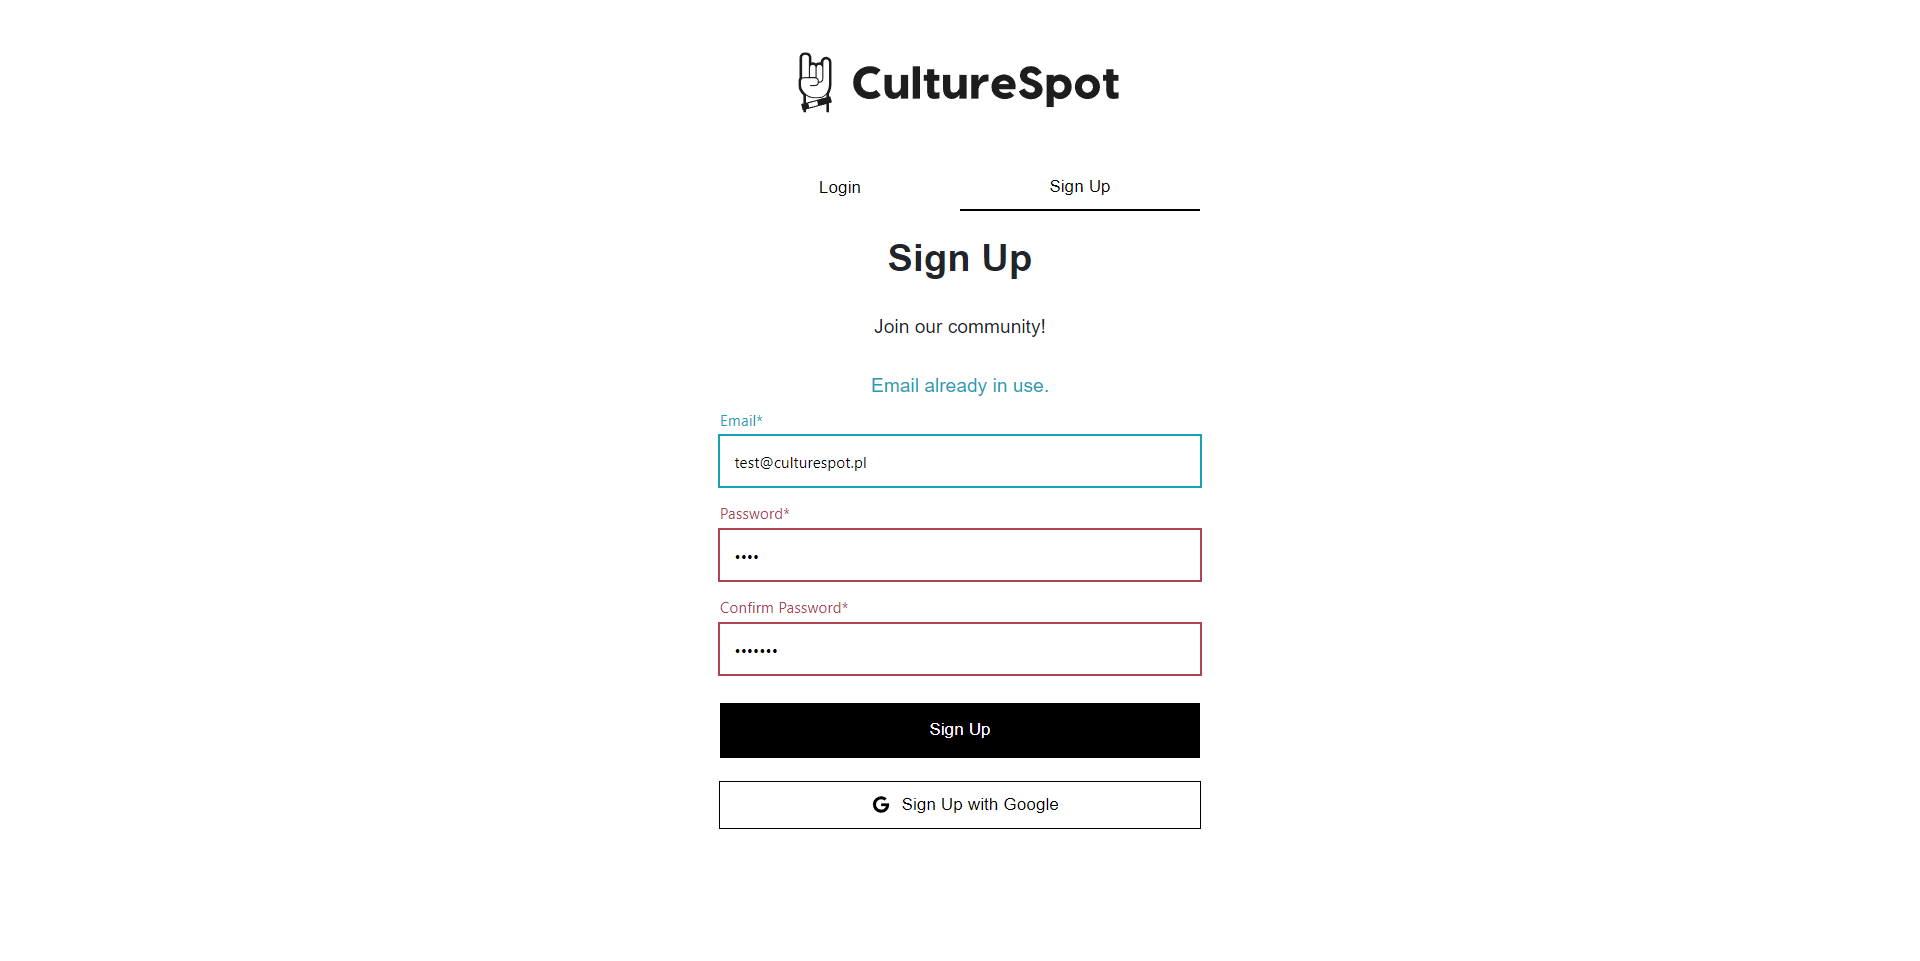 CultureSpot
Login
Sign Up
Sign Up
Join our community!
Email already in use.
Email*
test@culturespot.pl
Password*
••••
Confirm Password*
•••••••
Sign Up
Sign Up with Google